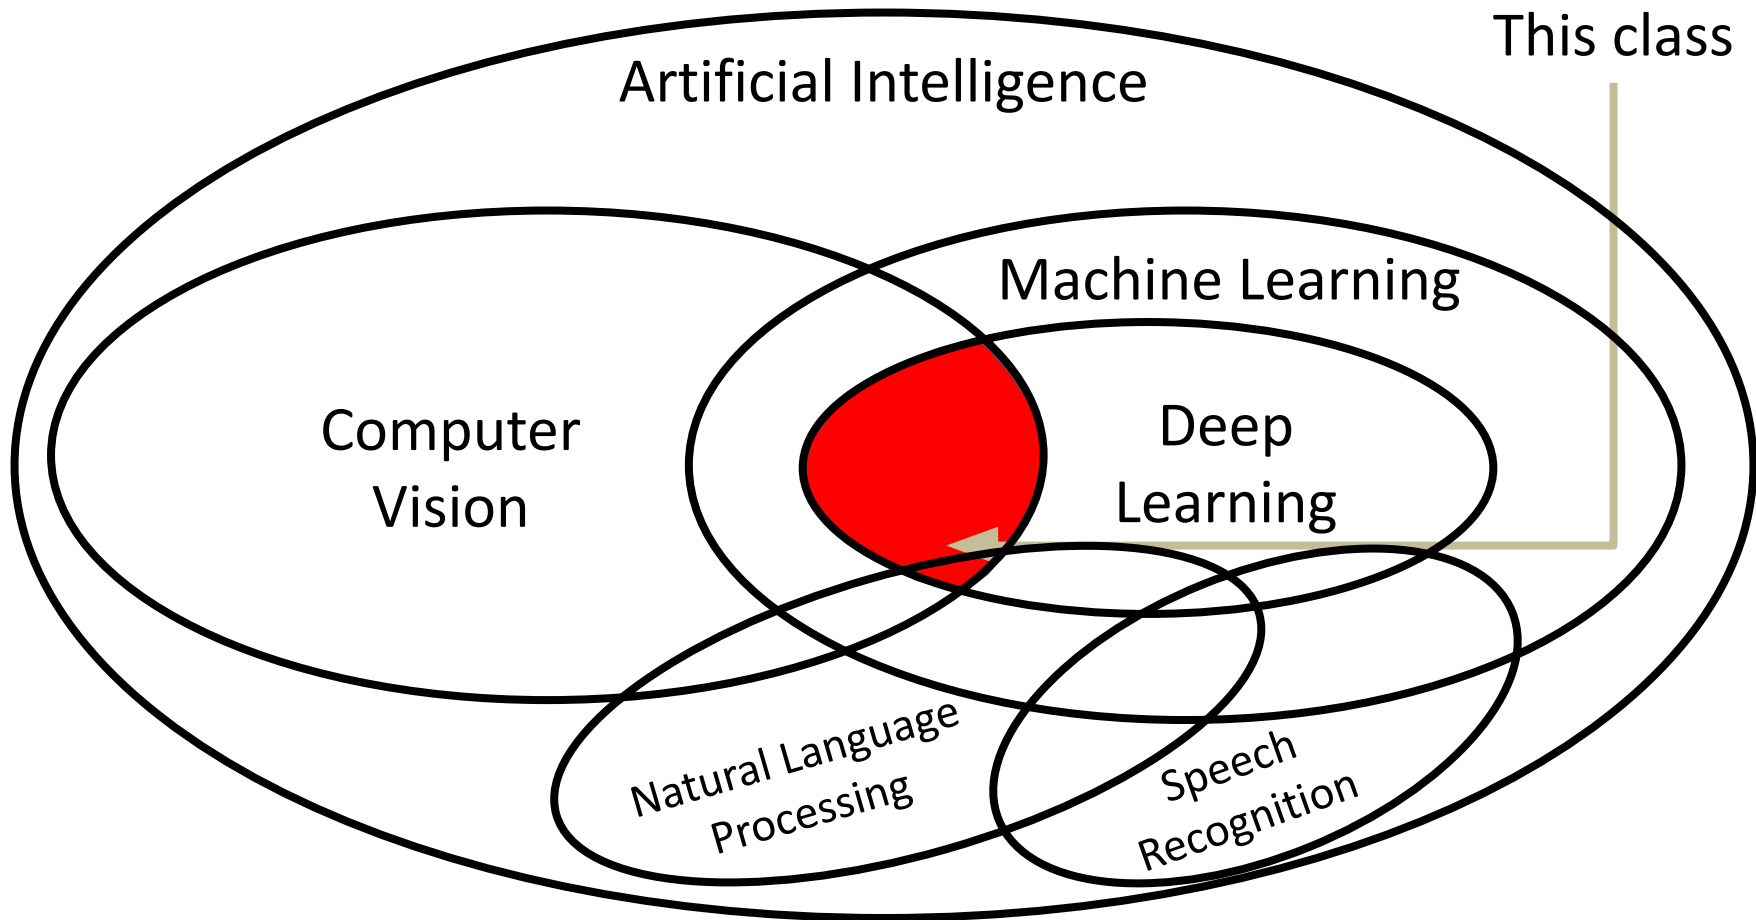 This class
Artificial Intelligence
Machine Learning
Computer
Vision
Deep
Learning
Natural Language
Processing
Speech
Recognition